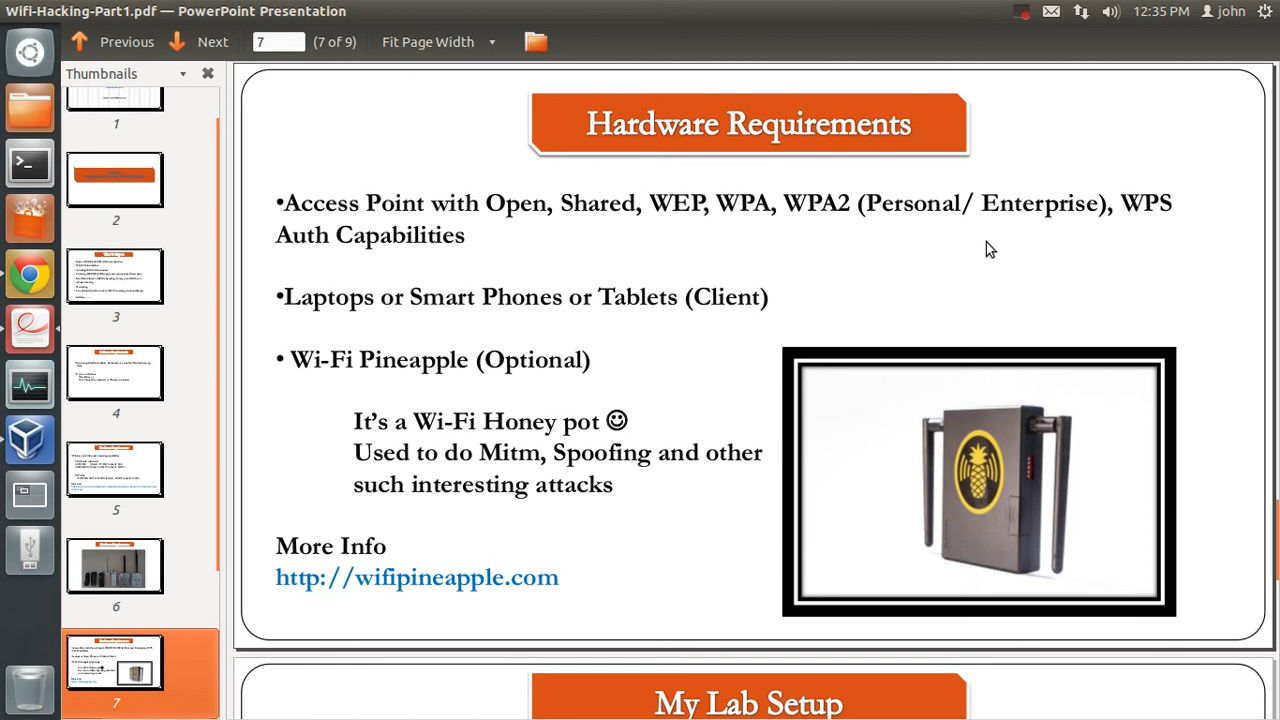 Wifi-Hacking-Part1.pdf — PowerPoint Presentation
12:35 PM
john
Previous
Next
7
(7 of 9)
Fit Page Width
Thumbnails
1
2
3
4
5
6
7
Hardware Requirements
•Access Point with Open, Shared, WEP, WPA, WPA2 (Personal/ Enterprise), WPS
Auth Capabilities
•Laptops or Smart Phones or Tablets (Client)
• Wi-Fi Pineapple (Optional)
It's a Wi-Fi Honey pot ☺
Used to do Mitm, Spoofing and other
such interesting attacks
More Info
http://wifipineapple.com
My Lab Setup